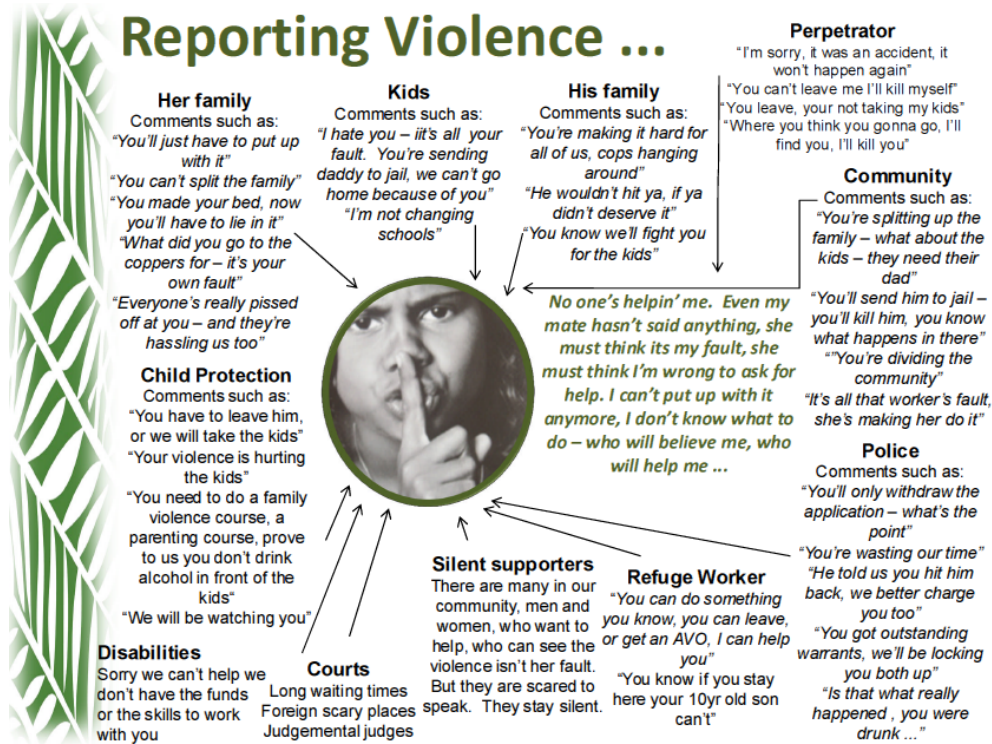 Reporting Violence ...
Perpetrator
“I’m sorry, it was an accident, it
won’t happen again”
“You can’t leave me I’ll kill myself”
“You leave, your not taking my kids”
“Where you think you gonna go, I’ll
find you, I’ll kill you”
Her family
Comments such as:
“You’ll just have to put up
with it”
“You can’t split the family”
“You made your bed, now
you’ll have to lie in it”
“What did you go to the
coppers for – it’s your
own fault”
“Everyone’s really pissed
off at you – and they’re
hassling us too”
Kids
Comments such as:
“I hate you – iit’s all your
fault. You’re sending
daddy to jail, we can’t go
home because of you”
“I’m not changing
schools”
His family
Comments such as:
“You’re making it hard for
all of us, cops hanging
around”
“He wouldn’t hit ya, if ya
didn’t deserve it”
“You know we’ll fight you
for the kids”
Community
Comments such as:
“You’re splitting up the
family – what about the
kids – they need their
dad”
“You’ll send him to jail –
you’ll kill him, you know
what happens in there”
“”You’re dividing the
community”
“It’s all that worker’s fault,
she’s making her do it”
No one’s helpin’ me. Even my
mate hasn’t said anything, she
must think its my fault, she
must think I’m wrong to ask for
help. I can’t put up with it
anymore, I don’t know what to
do – who will believe me, who
will help me ...
Child Protection
Comments such as:
“You have to leave him,
or we will take the kids”
“Your violence is hurting
the kids”
“You need to do a family
violence course, a
parenting course, prove
to us you don’t drink
alcohol in front of the
kids“
“We will be watching you”
Police
Comments such as:
“You’ll only withdraw the
application – what’s the
point”
“You’re wasting our time”
“He told us you hit him
back, we better charge
you too”
“You got outstanding
warrants, we’ll be locking
you both up”
“Is that what really
happened , you were
drunk ...”
Disabilities
Sorry we can’t help we
don’t have the funds
or the skills to work
with you
Courts
Long waiting times
Foreign scary places
Judgemental judges
Silent supporters
There are many in our
community, men and
women, who want to
help, who can see the
violence isn’t her fault.
But they are scared to
speak. They stay silent.
Refuge Worker
“You can do something
you know, you can leave,
or get an AVO, I can help
you”
“You know if you stay
here your 10yr old son
can’t”